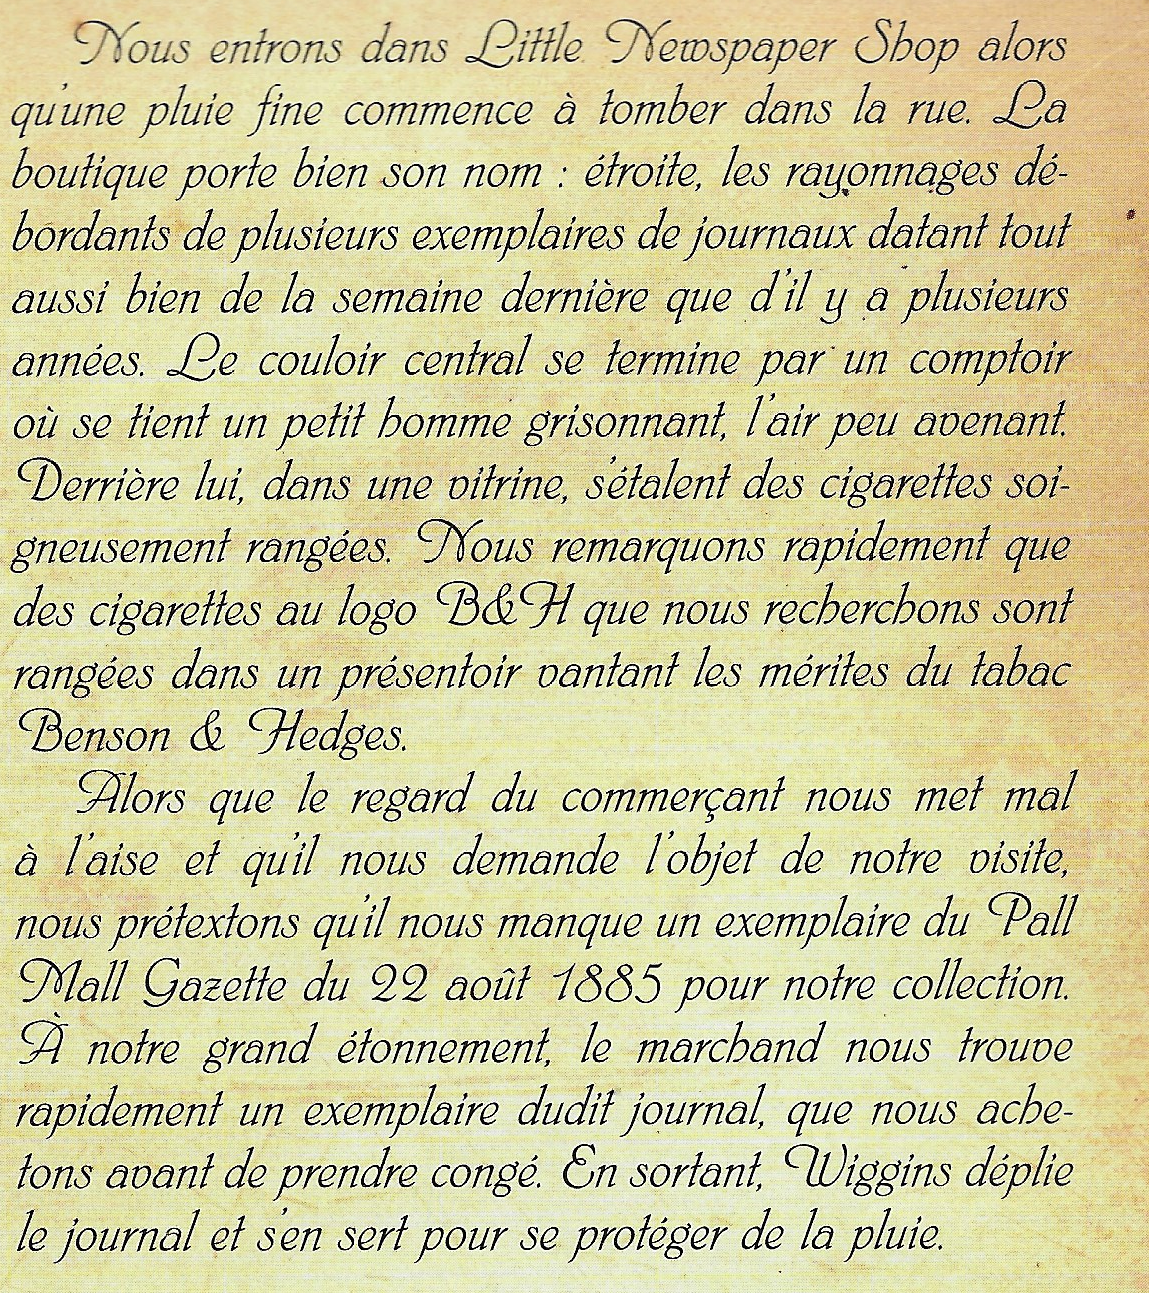 Nous entrons dans Little Newspaper Shop alors
qu'une pluie fine commence à tomber dans la rue. La
boutique porte bien son nom : étroite, les rayonnages dé-
bordants de plusieurs exemplaires de journaux datant tout
aussi bien de la semaine dernière que d'il y a plusieurs
années. Le couloir central se termine par un comptoir
où se tient un petit homme grisonnant, l'air peu avenant.
Derrière lui, dans une vitrine, s'étalent des cigarettes soi-
gneusement rangées. Nous remarquons rapidement que
des cigarettes au logo B&H que nous recherchons sont
rangées dans un présentoir vantant les mérites du tabac
Benson & Hedges.
Alors que le regard du commerçant nous met mal
à l'aise et qu'il nous demande l'objet de notre visite,
nous prétextons qu'il nous manque un exemplaire du Pall
Mall Gazette du 22 août 1885 pour notre collection.
À notre grand étonnement, le marchand nous trouve
rapidement un exemplaire dudit journal, que nous ache-
tons avant de prendre congé. En sortant, Wiggins déplie
le journal et s'en sert pour se protéger de la pluie.